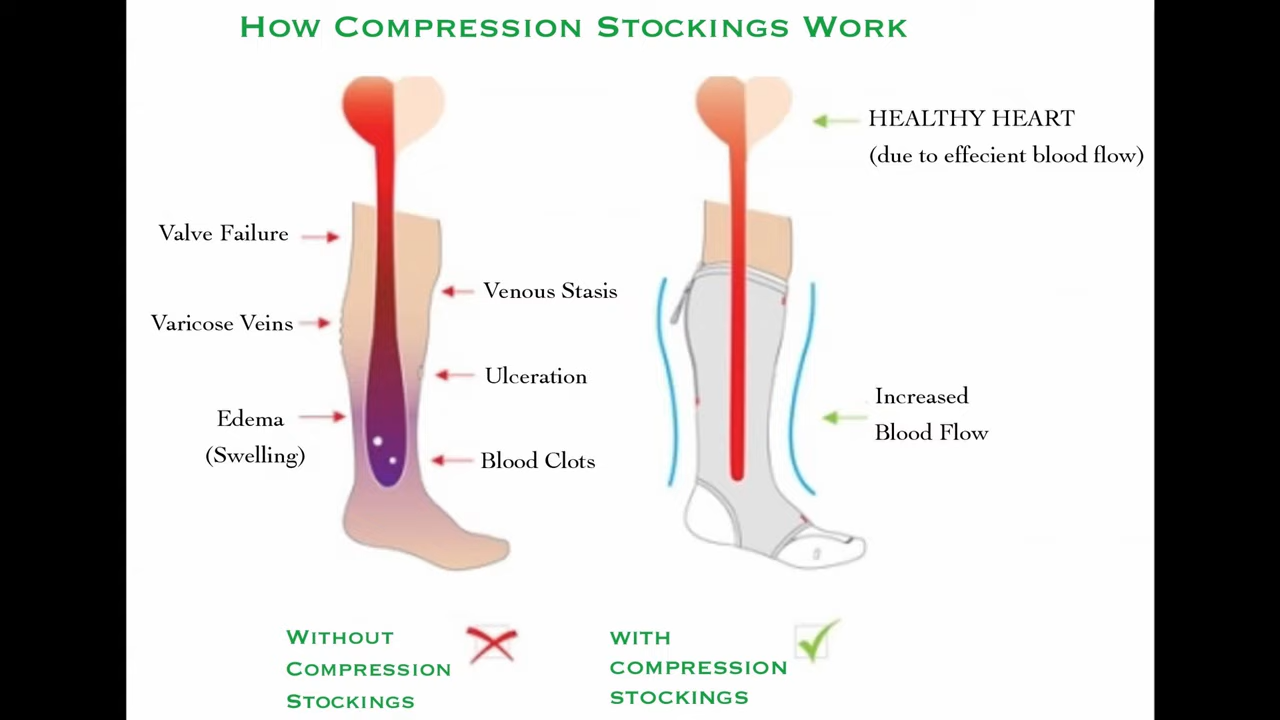 How Compression Stockings Work
HEALTHY HEART
(due to effecient blood flow)
Valve Failure
Venous Stasis
Varicose Veins
Ulceration
Edema
(Swelling)
Blood Clots
Increased
Blood Flow
Without
Compression
Stockings
with
compression
stockings